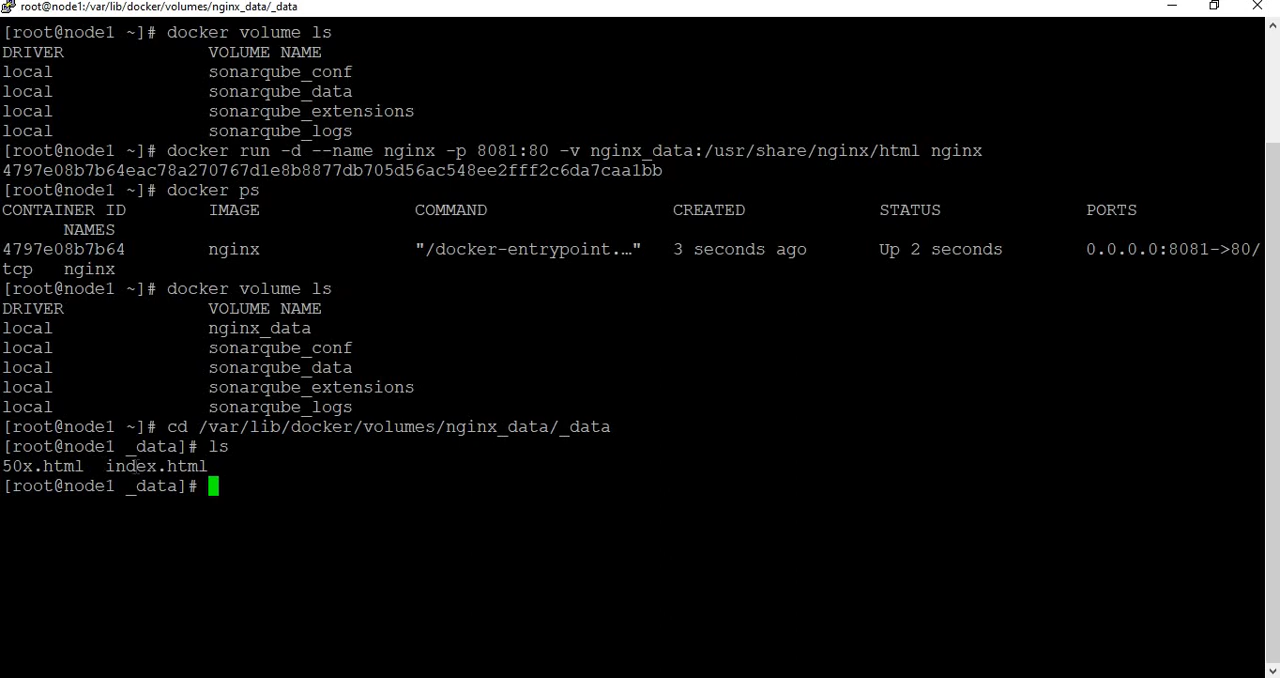 root@node1:/var/lib/docker/volumes/nginx_data/_data
[root@node1 ~]# docker volume ls
DRIVER              VOLUME NAME
local               sonarqube_conf
local               sonarqube_data
local               sonarqube_extensions
local               sonarqube_logs
[root@node1 ~]# docker run -d --name nginx -p 8081:80 -v nginx_data:/usr/share/nginx/html nginx
4797e08b7b64eac78a270767d1e8b8877db705d56ac548ee2fff2c6da7caa1bb
[root@node1 ~]# docker ps
CONTAINER ID        IMAGE               COMMAND                  CREATED             STATUS              PORTS
      NAMES
4797e08b7b64        nginx               "/docker-entrypoint.…"   3 seconds ago       Up 2 seconds        0.0.0.0:8081->80/
tcp   nginx
[root@node1 ~]# docker volume ls
DRIVER              VOLUME NAME
local               nginx_data
local               sonarqube_conf
local               sonarqube_data
local               sonarqube_extensions
local               sonarqube_logs
[root@node1 ~]# cd /var/lib/docker/volumes/nginx_data/_data
[root@node1 _data]# ls
50x.html  index.html
[root@node1 _data]#